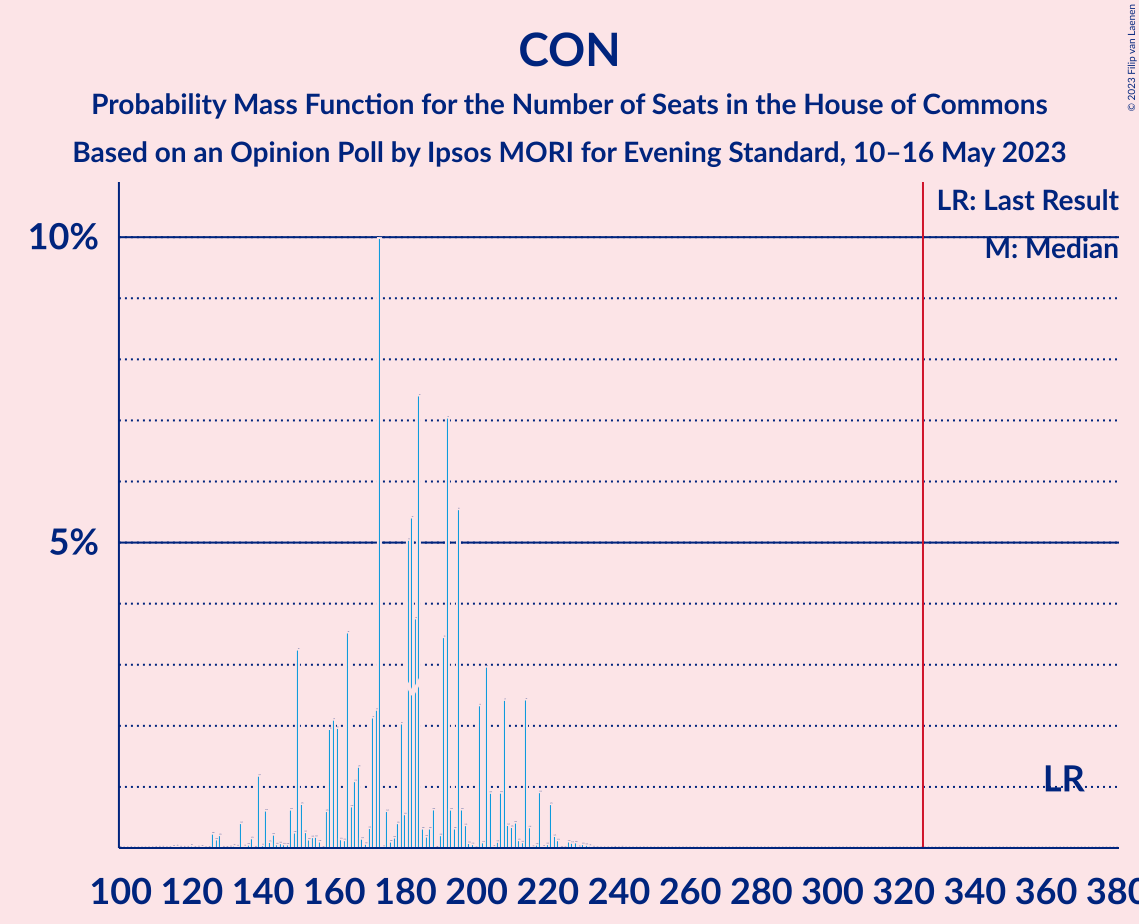 CON
Probability Mass Function for the Number of Seats in the House of Commons
Based on an Opinion Poll by Ipsos MORI for Evening Standard, 10–16 May 2023
© 2023 Filip van Laenen
LR: Last Result
M: Median
10%
5%
LR
100 120 140 160 180 200 220 240 260 280 300 320 340 360 380